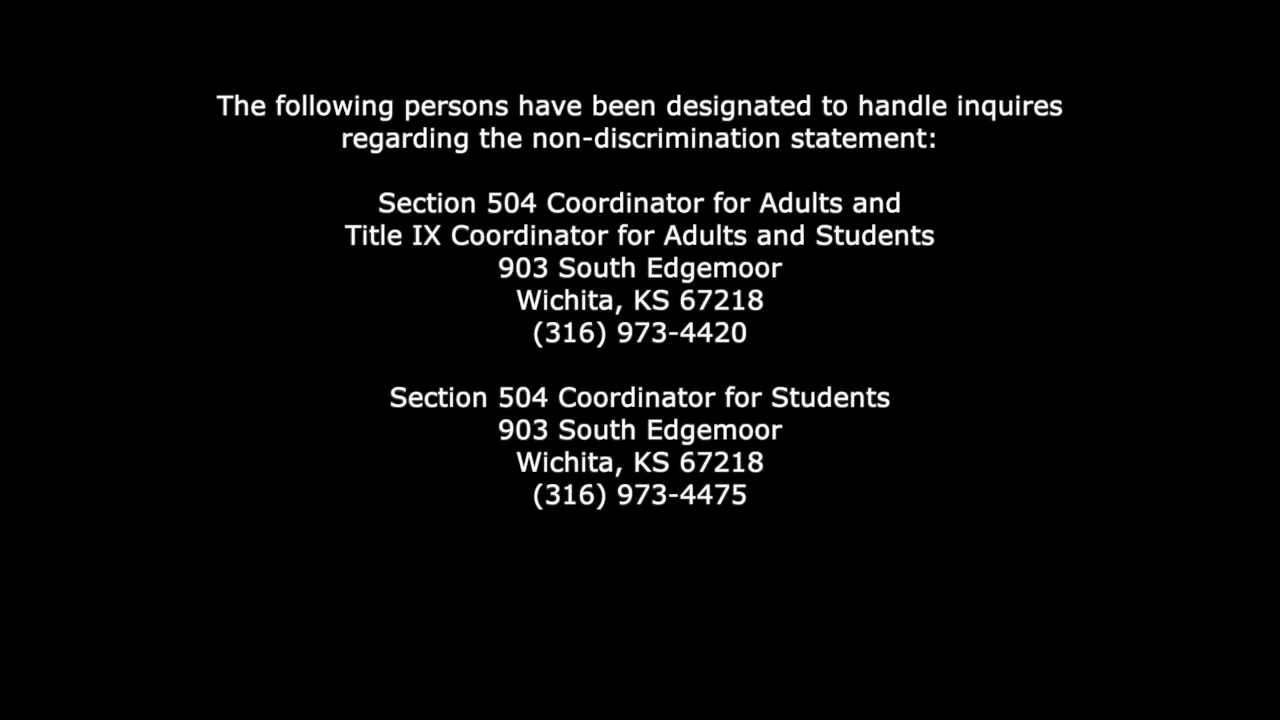 The following persons have been designated to handle inquires
regarding the non-discrimination statement:
Section 504 Coordinator for Adults and
Title IX Coordinator for Adults and Students
903 South Edgemoor
Wichita, KS 67218
(316) 973-4420
Section 504 Coordinator for Students
903 South Edgemoor
Wichita, KS 67218
(316) 973-4475